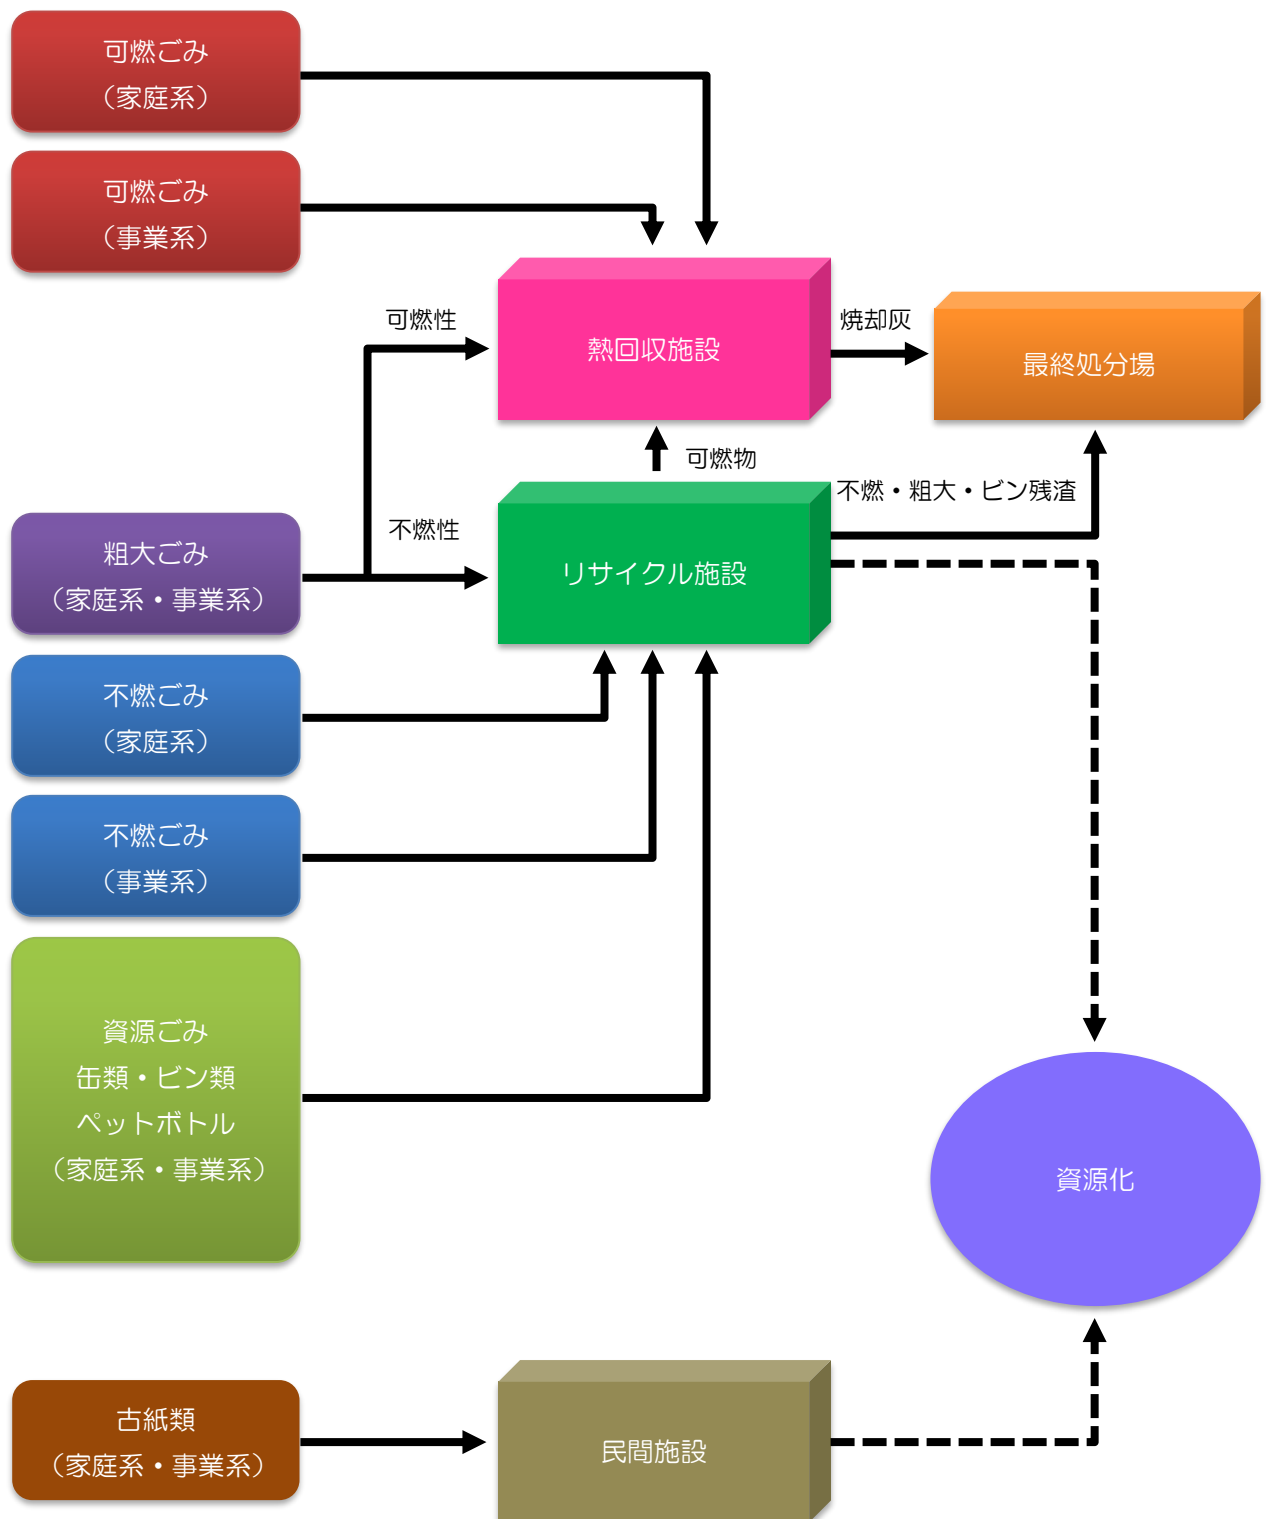 可燃ごみ
（家庭系）
可燃ごみ
（事業系）
可燃性
熱回収施設
焼却灰
最終処分場
可燃物
不燃・粗大・ビン残渣
不燃性
粗大ごみ
（家庭系・事業系）
リサイクル施設
不燃ごみ
（家庭系）
不燃ごみ
（事業系）
資源ごみ
缶類・ビン類
ペットボトル
（家庭系・事業系）
資源化
古紙類
（家庭系・事業系）
民間施設